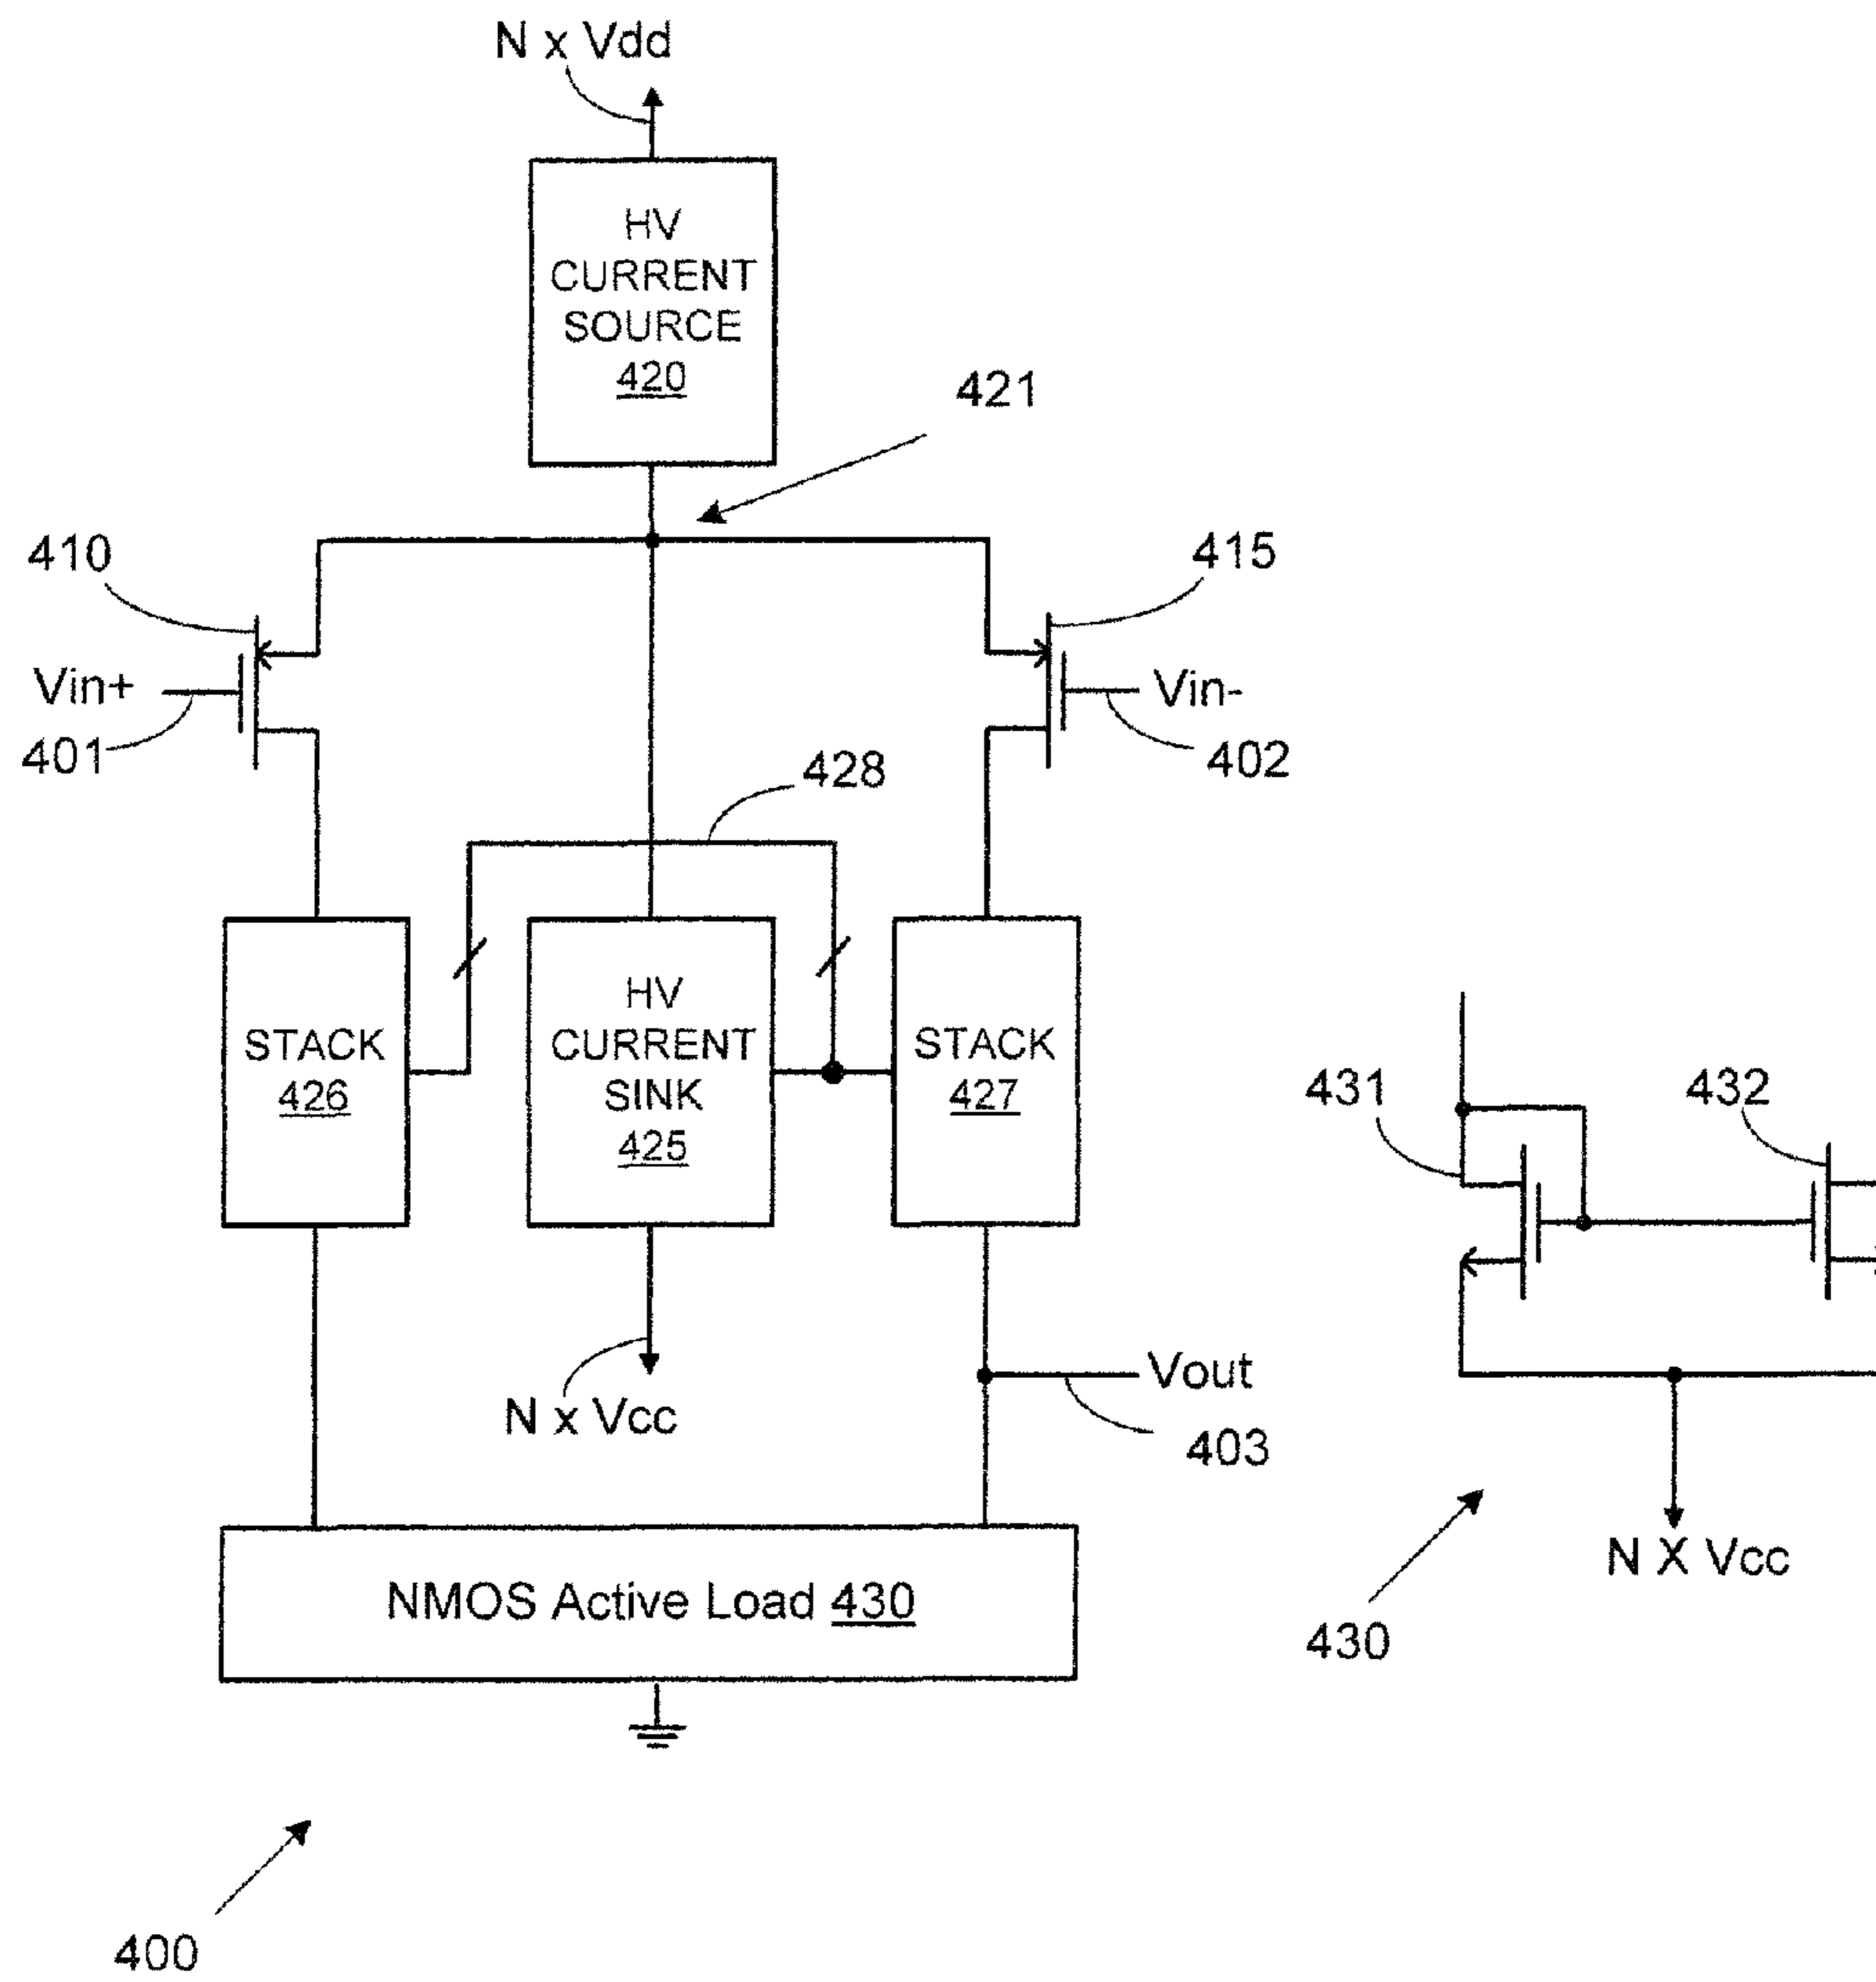 N x Vdd
HV
CURRENT
SOURCE
420
421
410
415
Vin+
Vin-
401
402
428
STACK
426
HV
CURRENT
SINK
425
STACK
427
431
432
N x Vcc
Vout
403
N X Vcc
NMOS Active Load 430
430
400